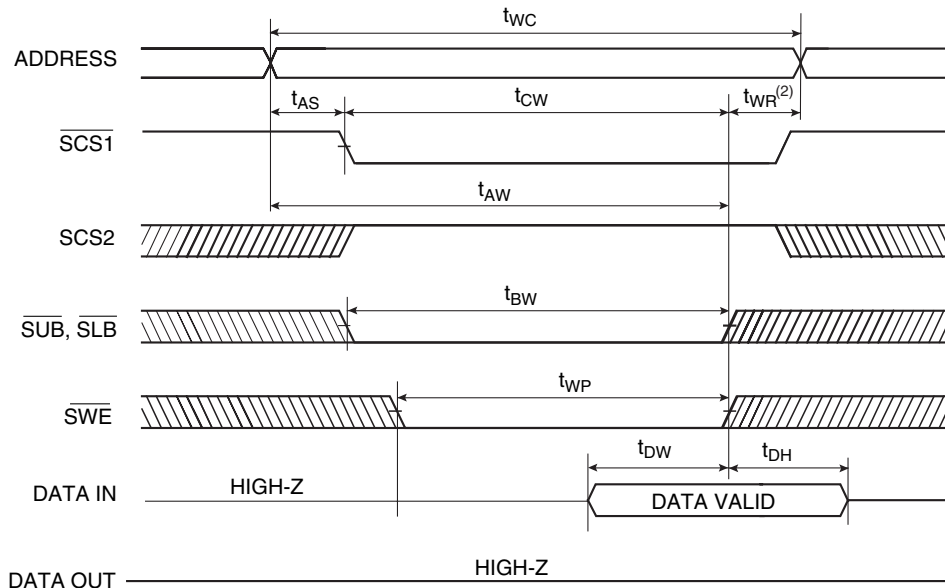 tWC
ADDRESS
tAS tCW tWR(2)
SCS1
tAW
SCS2
tBW
SUB, SLB
tWP
SWE
tDW tDH
DATA IN HIGH-Z DATA VALID
HIGH-Z
DATA OUT